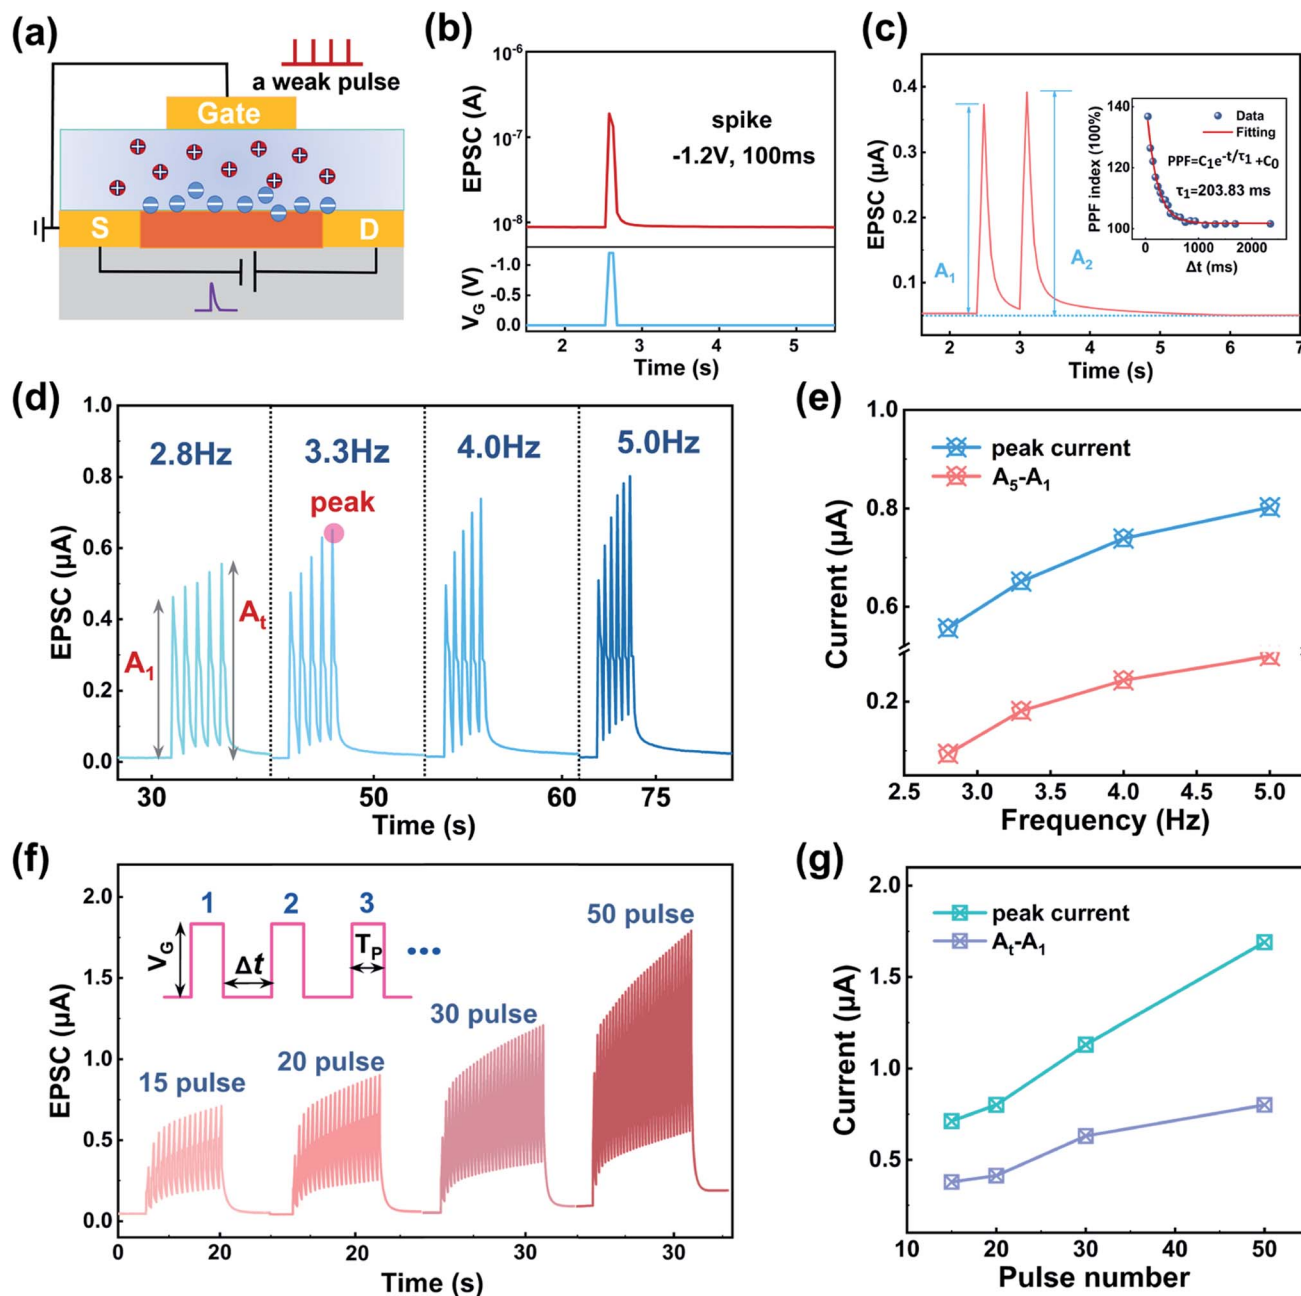 (a)
a weak pulse
Gate
S
D
(b)
10⁻⁶
10⁻⁷
10⁻⁸
EPSC (A)
spike
-1.2V, 100ms
-1.0
-0.5
0.0
V_G (V)
2 3 4 5
Time (s)
(c)
0.4
0.3
0.2
0.1
EPSC (μA)
A₁
A₂
140
120
100
PPF index (100%)
Data
Fitting
PPF=C₁e^-t/τ₁ +C₀
τ₁=203.83 ms
0 1000 2000
Δt (ms)
2 3 4 5 6 7
Time (s)
(d)
1.0
0.8
0.6
0.4
0.2
0.0
EPSC (μA)
2.8Hz
3.3Hz
4.0Hz
5.0Hz
peak
A₁
Aₜ
30 50 60 75
Time (s)
(e)
1.0
0.8
0.6
0.2
Current (μA)
peak current
A₅-A₁
2.5 3.0 3.5 4.0 4.5 5.0
Frequency (Hz)
(f)
2.0
1.5
1.0
0.5
0.0
EPSC (μA)
1 2 3
V_G
Δt
T_P
15 pulse
20 pulse
30 pulse
50 pulse
0 20 20 30 30
Time (s)
(g)
2.0
1.5
1.0
0.5
Current (μA)
peak current
Aₜ-A₁
10 20 30 40 50
Pulse number